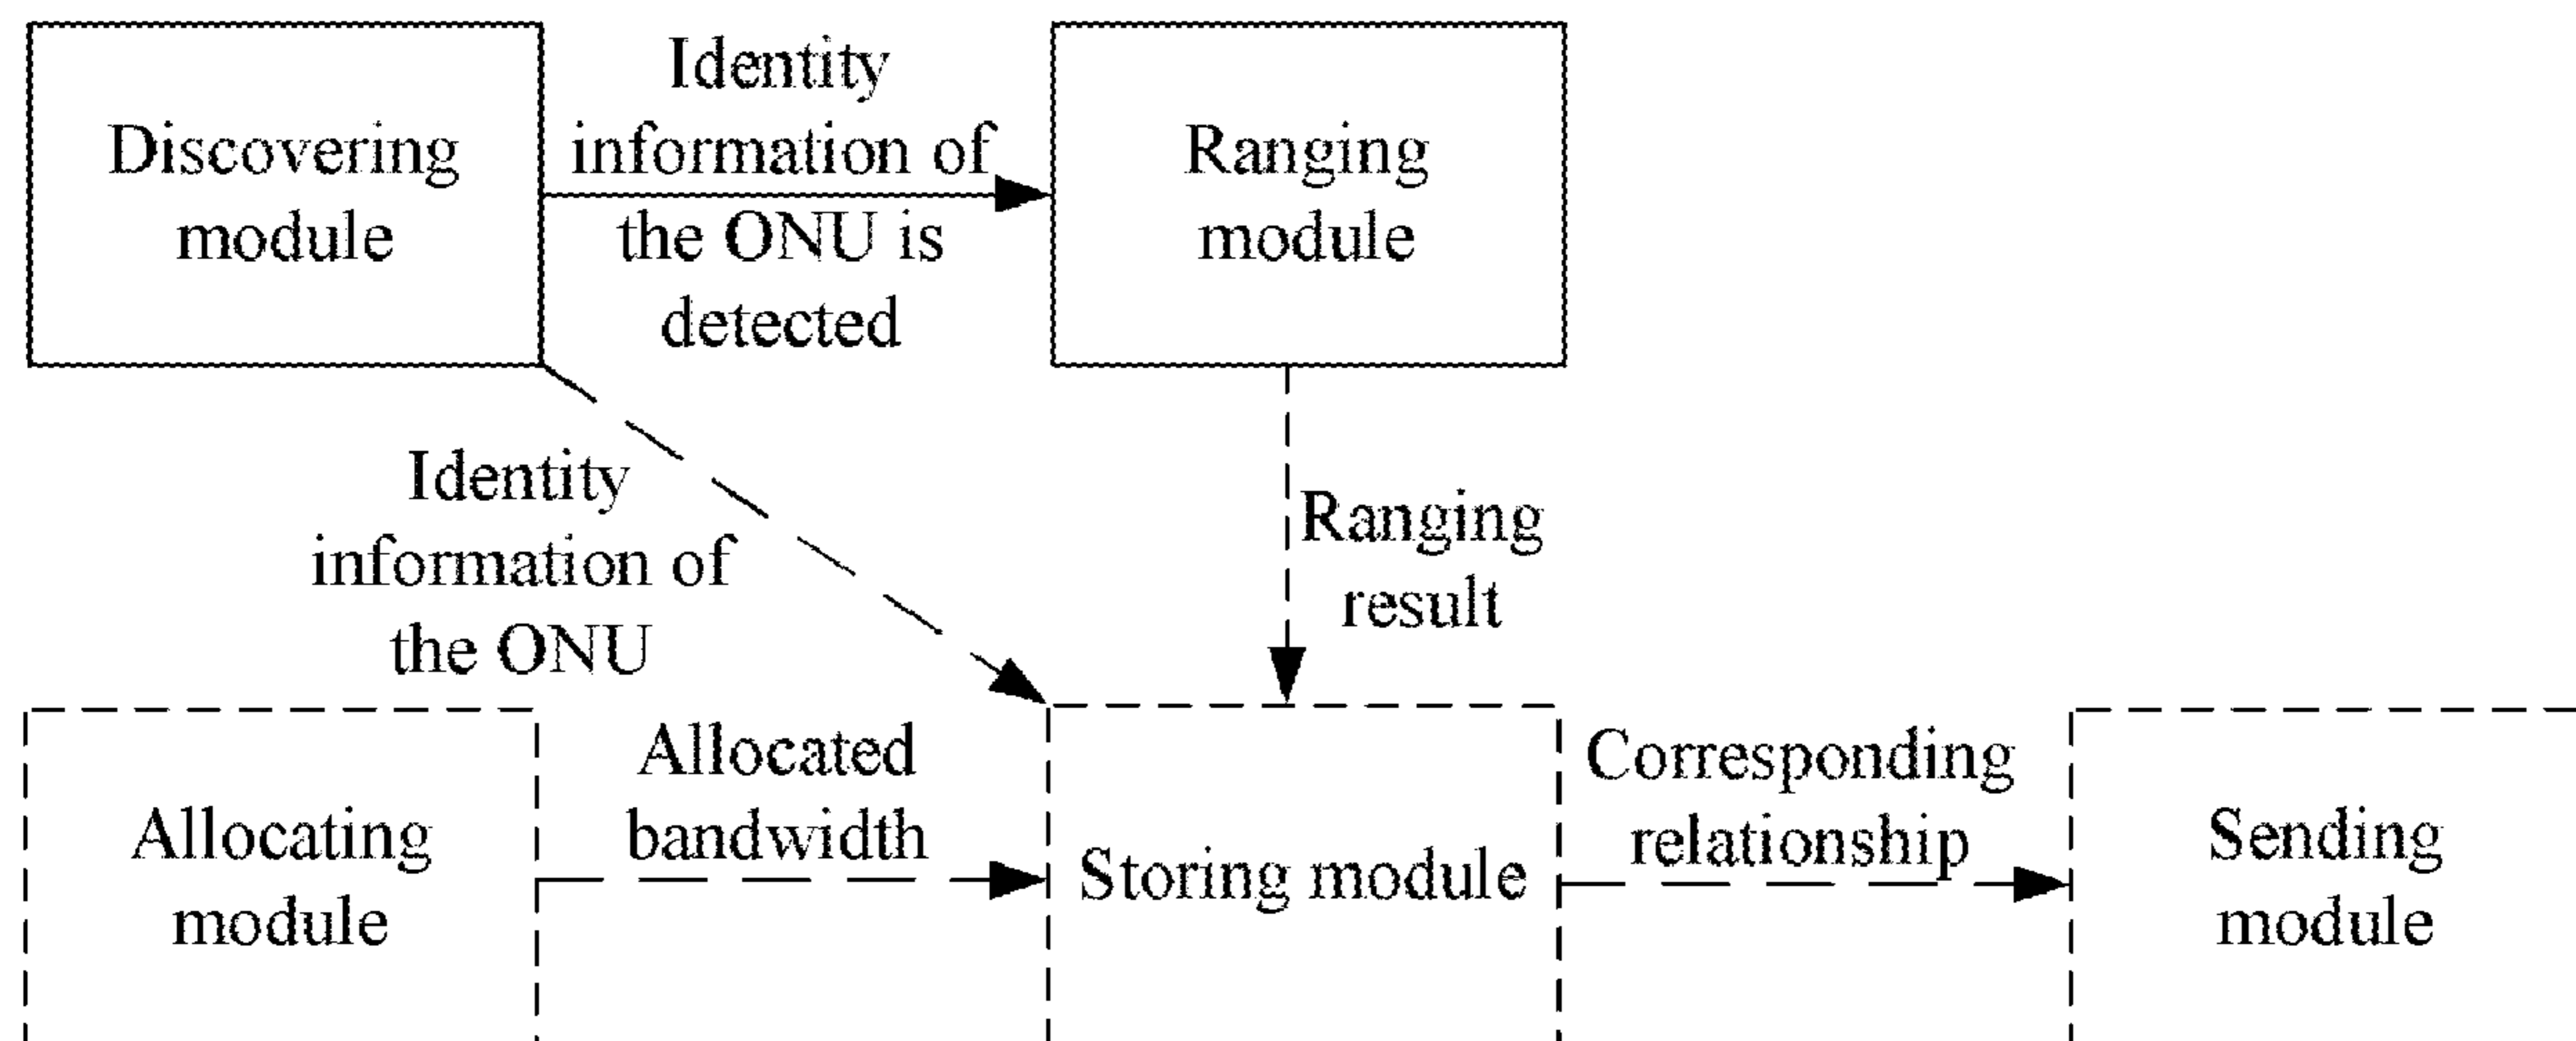 Discovering
module
Identity
information of
the ONU is
detected
Ranging
module
Identity
information of
the ONU
Ranging
result
Allocating
module
Allocated
bandwidth
Storing module
Corresponding
relationship
Sending
module